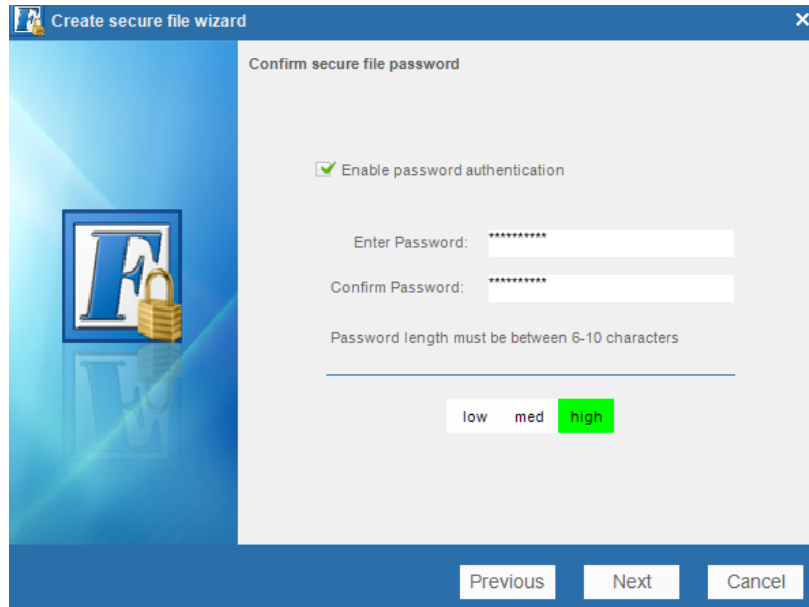 Create secure file wizard
Confirm secure file password
Enable password authentication
Enter Password: **********
Confirm Password: **********
Password length must be between 6-10 characters
low med high
F
Previous Next Cancel